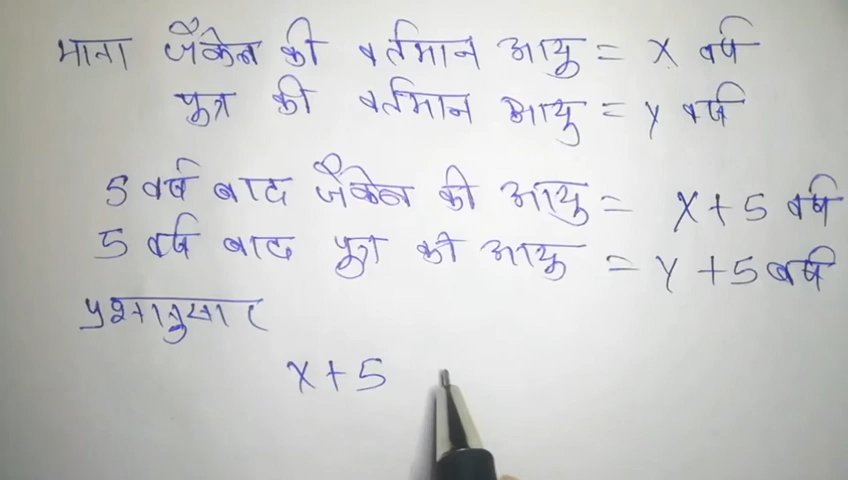 माना जैकेब की वर्तमान आयु = x वर्ष
पुत्र की वर्तमान आयु = y वर्ष
5 वर्ष बाद जैकेब की आयु = x + 5 वर्ष
5 वर्ष बाद पुत्र की आयु = y + 5 वर्ष
प्रश्नानुसार
x + 5